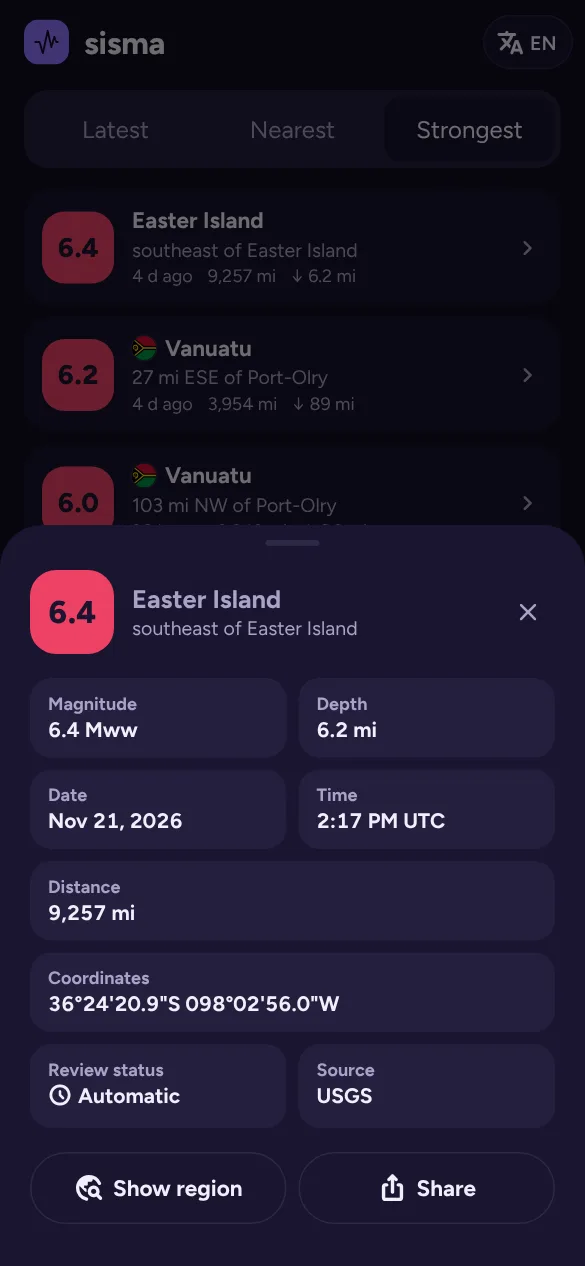 sisma
EN
Latest
Nearest
Strongest
6.4
Easter Island
southeast of Easter Island
4 d ago 9,257 mi ↓ 6.2 mi
6.2
Vanuatu
27 mi ESE of Port-Olry
4 d ago 3,954 mi ↓ 89 mi
6.0
Vanuatu
103 mi NW of Port-Olry
6.4
Easter Island
southeast of Easter Island
Magnitude
6.4 Mww
Depth
6.2 mi
Date
Nov 21, 2026
Time
2:17 PM UTC
Distance
9,257 mi
Coordinates
36°24'20.9"S 098°02'56.0"W
Review status
Automatic
Source
USGS
Show region
Share